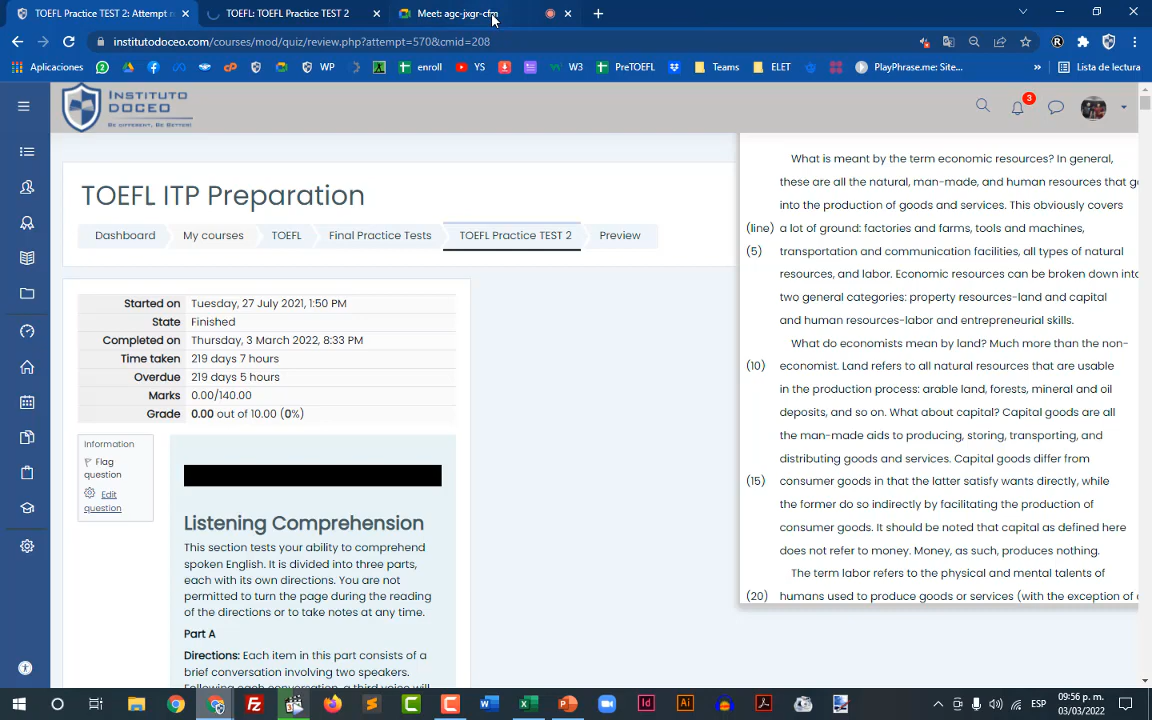 TOEFL Practice TEST 2: Attempt r
TOEFL: TOEFL Practice TEST 2
Meet: agc-jxgr-cfm
institutodoceo.com/courses/mod/quiz/review.php?attempt=570&cmid=208
Aplicaciones
WP
enroll
YS
W3
PreTOEFL
Teams
ELET
PlayPhrase.me: Site...
»
Lista de lectura
INSTITUTO
DOCEO
BE DIFFERENT, BE BETTER!
3
TOEFL ITP Preparation
Dashboard
My courses
TOEFL
Final Practice Tests
TOEFL Practice TEST 2
Preview
Started on Tuesday, 27 July 2021, 1:50 PM
State Finished
Completed on Thursday, 3 March 2022, 8:33 PM
Time taken 219 days 7 hours
Overdue 219 days 5 hours
Marks 0.00/140.00
Grade 0.00 out of 10.00 (0%)
Information
Flag
question
Edit
question
Listening Comprehension
This section tests your ability to comprehend
spoken English. It is divided into three parts,
each with its own directions. You are not
permitted to turn the page during the reading
of the directions or to take notes at any time.
Part A
Directions: Each item in this part consists of a
brief conversation involving two speakers.
Following each conversation, a third voice will
What is meant by the term economic resources? In general,
these are all the natural, man-made, and human resources that go
into the production of goods and services. This obviously covers
(line) a lot of ground: factories and farms, tools and machines,
(5) transportation and communication facilities, all types of natural
resources, and labor. Economic resources can be broken down into
two general categories: property resources-land and capital
and human resources-labor and entrepreneurial skills.
What do economists mean by land? Much more than the non-
(10) economist. Land refers to all natural resources that are usable
in the production process: arable land, forests, mineral and oil
deposits, and so on. What about capital? Capital goods are all
the man-made aids to producing, storing, transporting, and
distributing goods and services. Capital goods differ from
(15) consumer goods in that the latter satisfy wants directly, while
the former do so indirectly by facilitating the production of
consumer goods. It should be noted that capital as defined here
does not refer to money. Money, as such, produces nothing.
The term labor refers to the physical and mental talents of
(20) humans used to produce goods or services (with the exception of
ESP
09:56 p. m.
03/03/2022